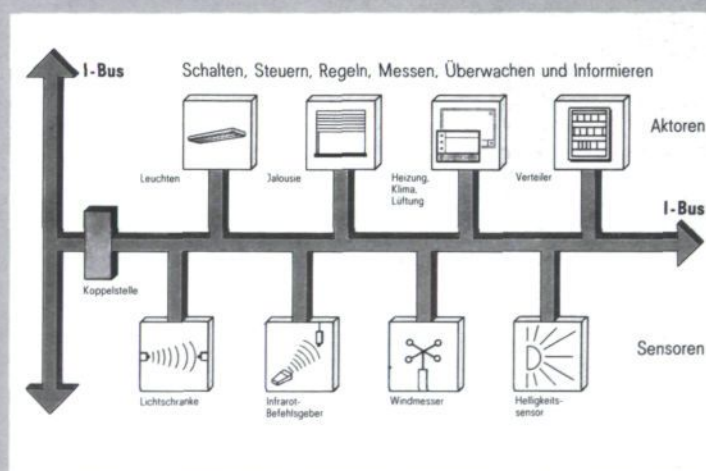 I-Bus
Schalten, Steuern, Regeln, Messen, Überwachen und Informieren
Aktoren
Leuchten
Jalousie
Heizung,
Klima,
Lüftung
Verteiler
I-Bus
Koppelstelle
Sensoren
Lichtschranke
Infrarot-
Befehlsgeber
Windmesser
Helligkeits-
sensor